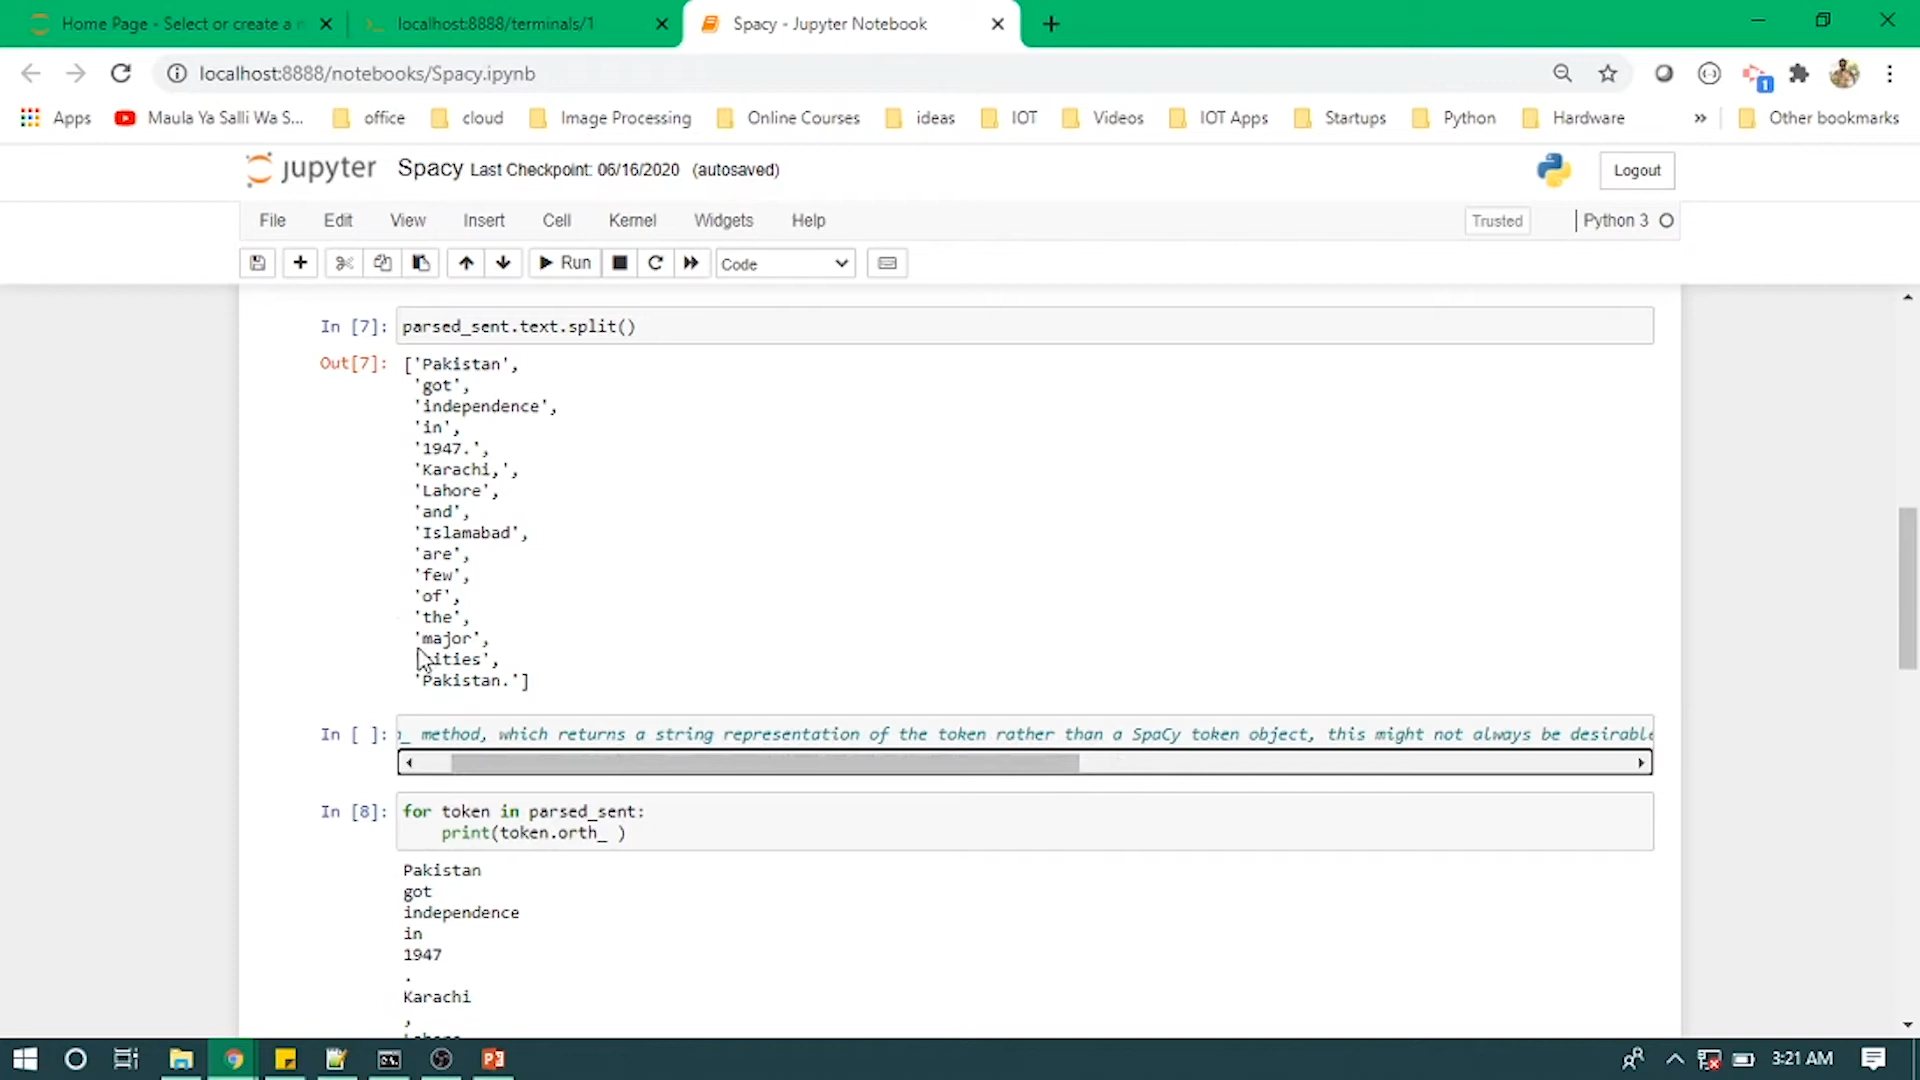 Home Page - Select or create a n
localhost:8888/terminals/1
Spacy - Jupyter Notebook
localhost:8888/notebooks/Spacy.ipynb
1
Apps
Maula Ya Salli Wa S...
office
cloud
Image Processing
Online Courses
ideas
IOT
Videos
IOT Apps
Startups
Python
Hardware
»
Other bookmarks
jupyter
Spacy Last Checkpoint: 06/16/2020 (autosaved)
Logout
File Edit View Insert Cell Kernel Widgets Help
Trusted
Python 3
Run
Code
In [7]: parsed_sent.text.split()
Out[7]: ['Pakistan',
'got',
'independence',
'in',
'1947.',
'Karachi,',
'Lahore',
'and',
'Islamabad',
'are',
'few',
'of',
'the',
'major',
ities',
'Pakistan.']
In [ ]: _ method, which returns a string representation of the token rather than a SpaCy token object, this might not always be desirable
In [8]: for token in parsed_sent:
print(token.orth_ )
Pakistan
got
independence
in
1947
.
Karachi
,
3:21 AM